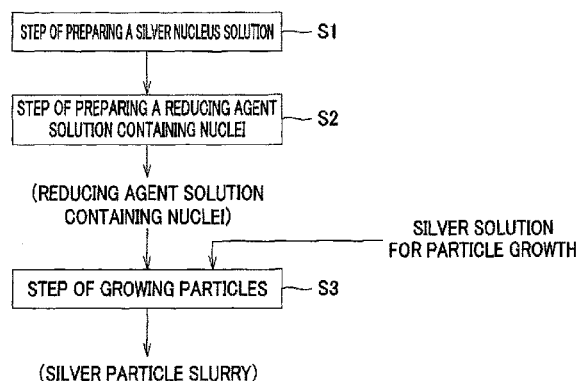 STEP OF PREPARING A SILVER NUCLEUS SOLUTION
S1
STEP OF PREPARING A REDUCING AGENT
SOLUTION CONTAINING NUCLEI
S2
(REDUCING AGENT SOLUTION
CONTAINING NUCLEI)
SILVER SOLUTION
FOR PARTICLE GROWTH
STEP OF GROWING PARTICLES
S3
(SILVER PARTICLE SLURRY)